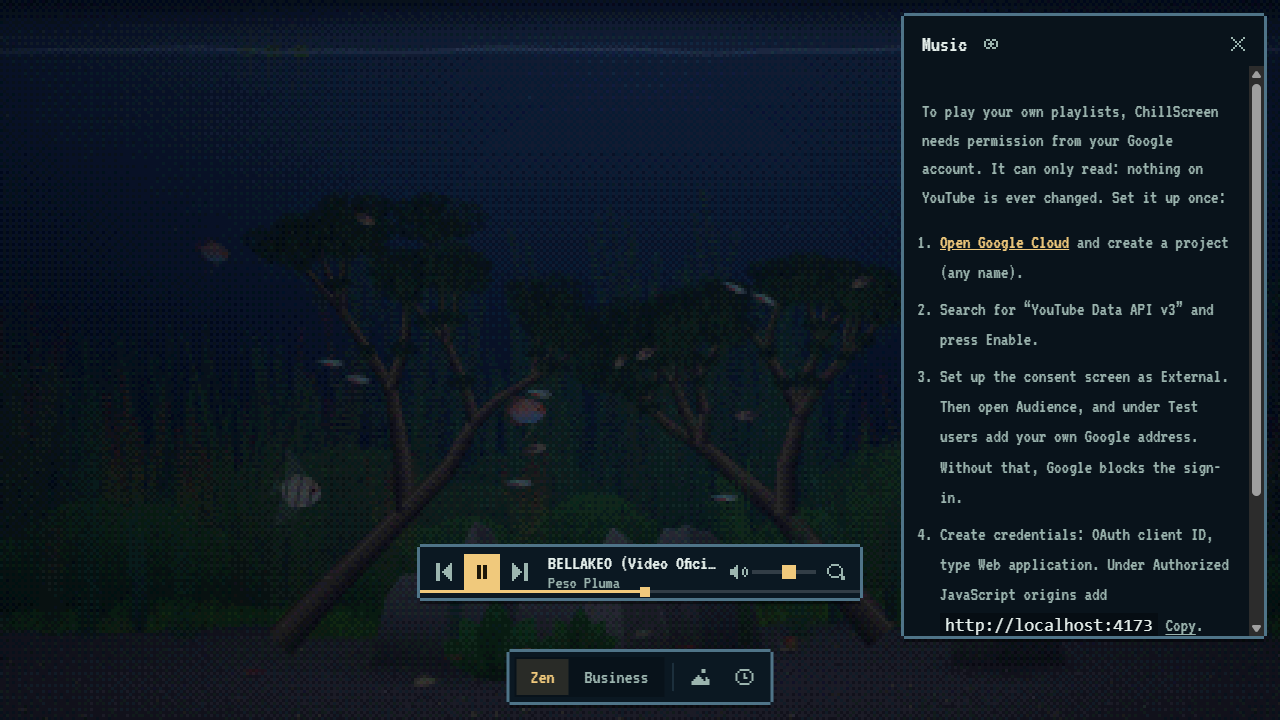 Music
To play your own playlists, ChillScreen
needs permission from your Google
account. It can only read: nothing on
YouTube is ever changed. Set it up once:
1. Open Google Cloud and create a project
(any name).
2. Search for “YouTube Data API v3” and
press Enable.
3. Set up the consent screen as External.
Then open Audience, and under Test
users add your own Google address.
Without that, Google blocks the sign-
in.
4. Create credentials: OAuth client ID,
type Web application. Under Authorized
JavaScript origins add
http://localhost:4173 Copy.
BELLAKEO (Video Ofici…
Peso Pluma
Zen Business